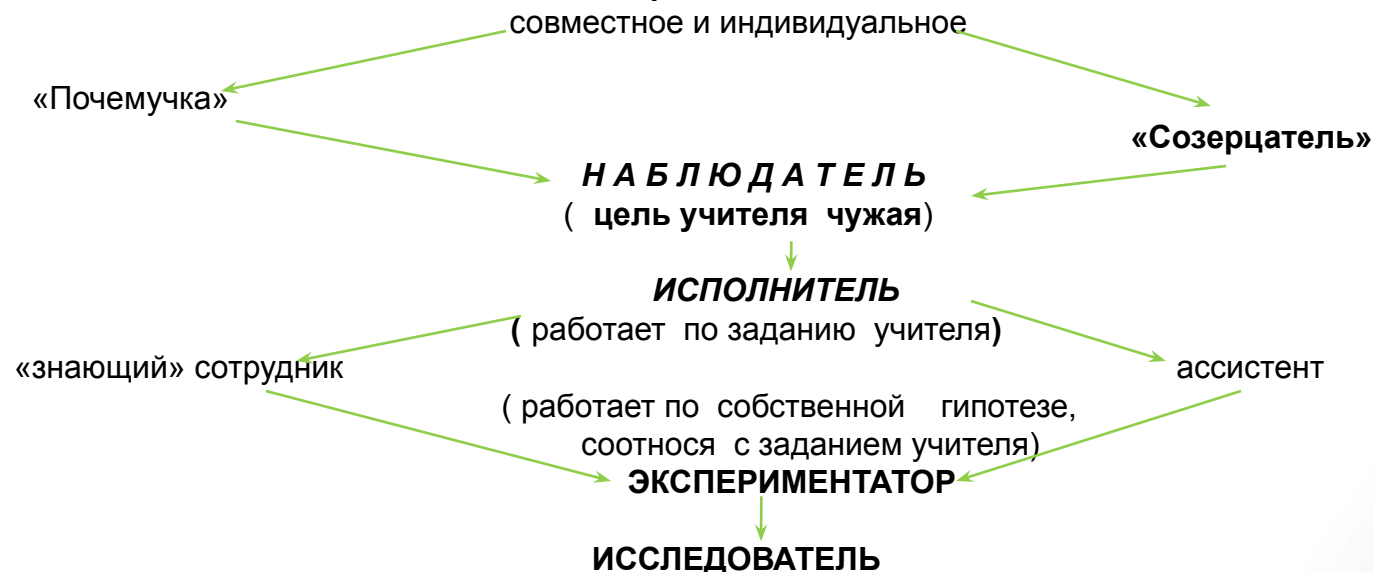 совместное и индивидуальное
«Почемучка»
«Созерцатель»
Н А Б Л Ю Д А Т Е Л Ь
( цель учителя чужая)
ИСПОЛНИТЕЛЬ
( работает по заданию учителя)
«знающий» сотрудник
ассистент
( работает по собственной гипотезе,
соотнося с заданием учителя)
ЭКСПЕРИМЕНТАТОР
ИССЛЕДОВАТЕЛЬ